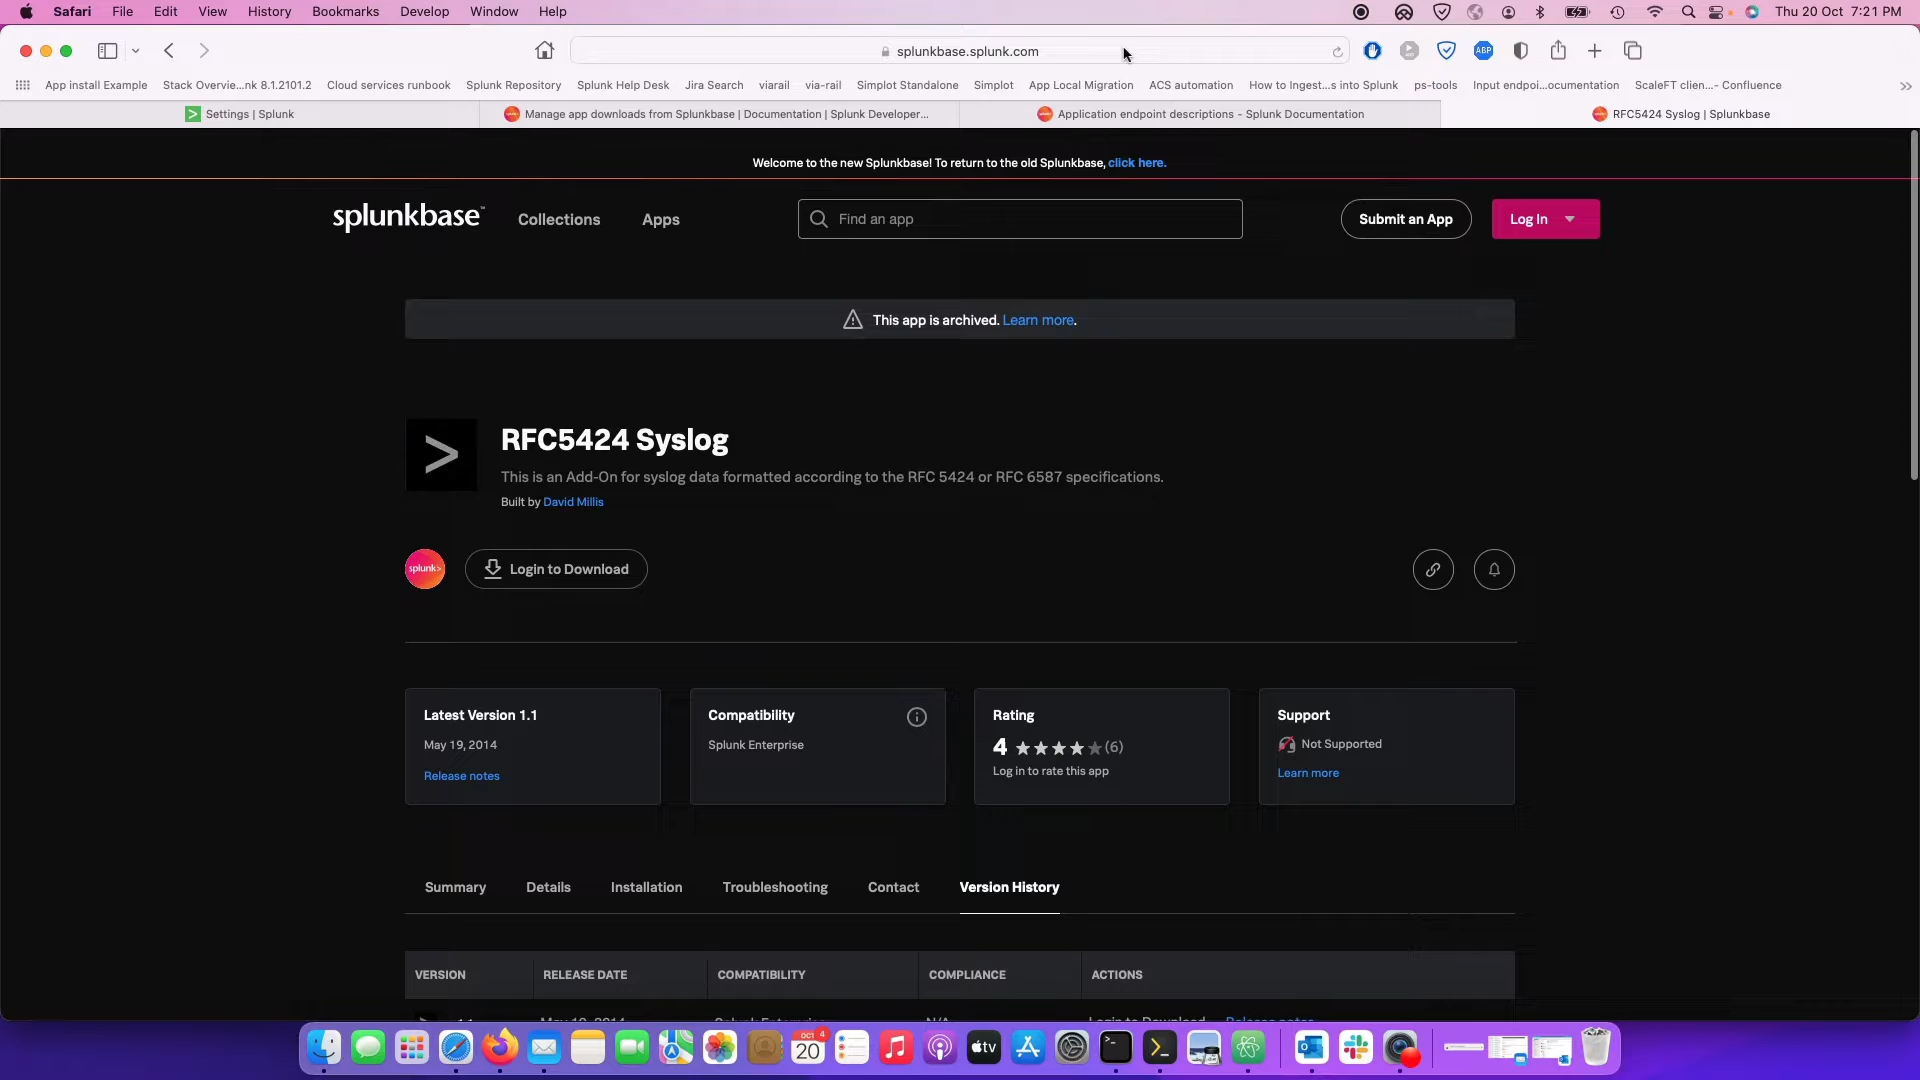 Safari File Edit View History Bookmarks Develop Window Help Thu 20 Oct 7:21 PM
splunkbase.splunk.com
ABP
App install Example Stack Overvie...nk 8.1.2101.2 Cloud services runbook Splunk Repository Splunk Help Desk Jira Search viarail via-rail Simplot Standalone Simplot App Local Migration ACS automation How to Ingest...s into Splunk ps-tools Input endpoi...ocumentation ScaleFT clien...- Confluence
Settings | Splunk Manage app downloads from Splunkbase | Documentation | Splunk Developer... Application endpoint descriptions - Splunk Documentation RFC5424 Syslog | Splunkbase
Welcome to the new Splunkbase! To return to the old Splunkbase, click here.
splunkbase™ Collections Apps Find an app Submit an App Log In
This app is archived. Learn more.
RFC5424 Syslog
This is an Add-On for syslog data formatted according to the RFC 5424 or RFC 6587 specifications.
Built by David Millis
splunk> Login to Download
Latest Version 1.1 Compatibility Rating Support
May 19, 2014 Splunk Enterprise 4 (6) Not Supported
Release notes Log in to rate this app Learn more
Summary Details Installation Troubleshooting Contact Version History
VERSION RELEASE DATE COMPATIBILITY COMPLIANCE ACTIONS
OCT 4
20
tv